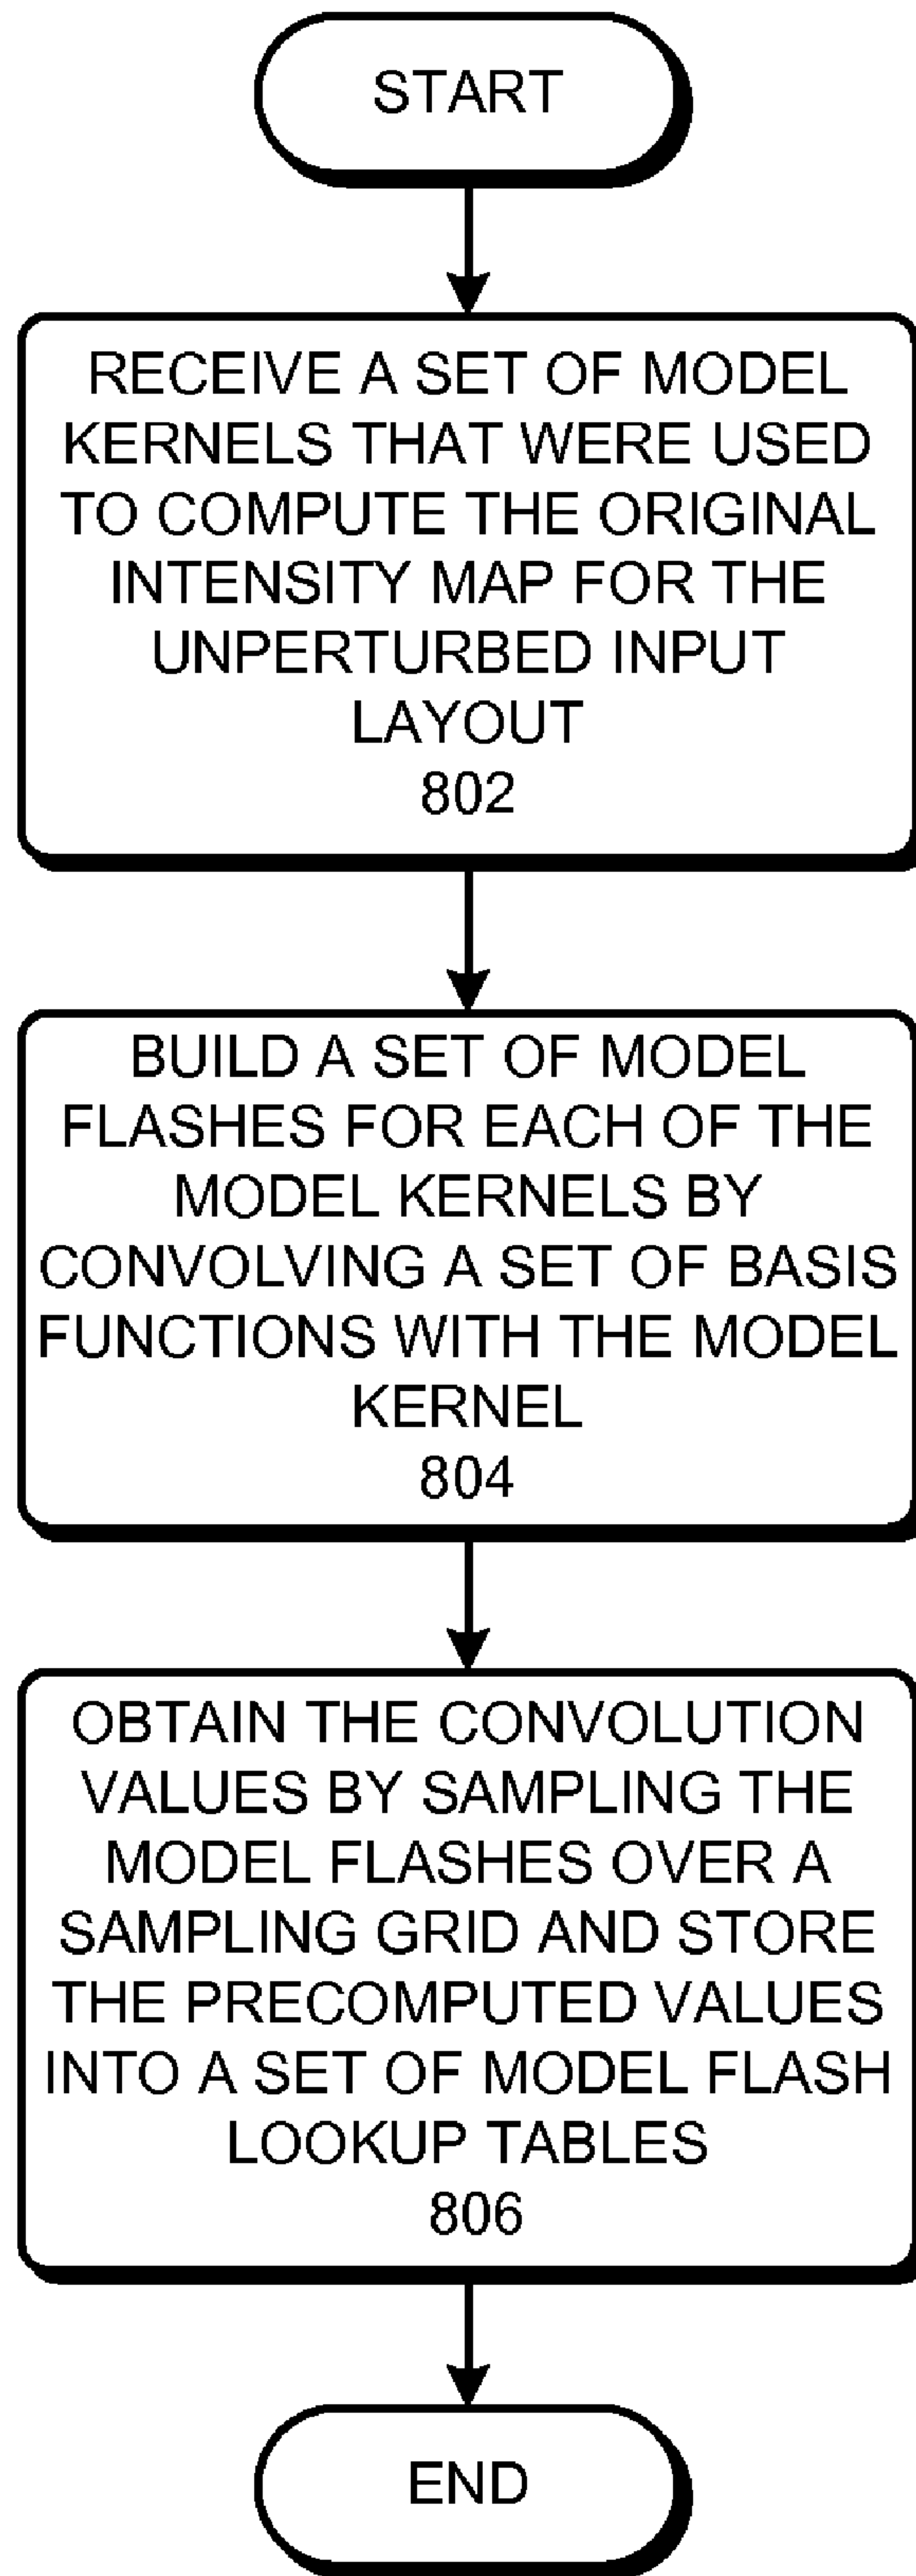 START
RECEIVE A SET OF MODEL
KERNELS THAT WERE USED
TO COMPUTE THE ORIGINAL
INTENSITY MAP FOR THE
UNPERTURBED INPUT
LAYOUT
802
BUILD A SET OF MODEL
FLASHES FOR EACH OF THE
MODEL KERNELS BY
CONVOLVING A SET OF BASIS
FUNCTIONS WITH THE MODEL
KERNEL
804
OBTAIN THE CONVOLUTION
VALUES BY SAMPLING THE
MODEL FLASHES OVER A
SAMPLING GRID AND STORE
THE PRECOMPUTED VALUES
INTO A SET OF MODEL FLASH
LOOKUP TABLES
806
END